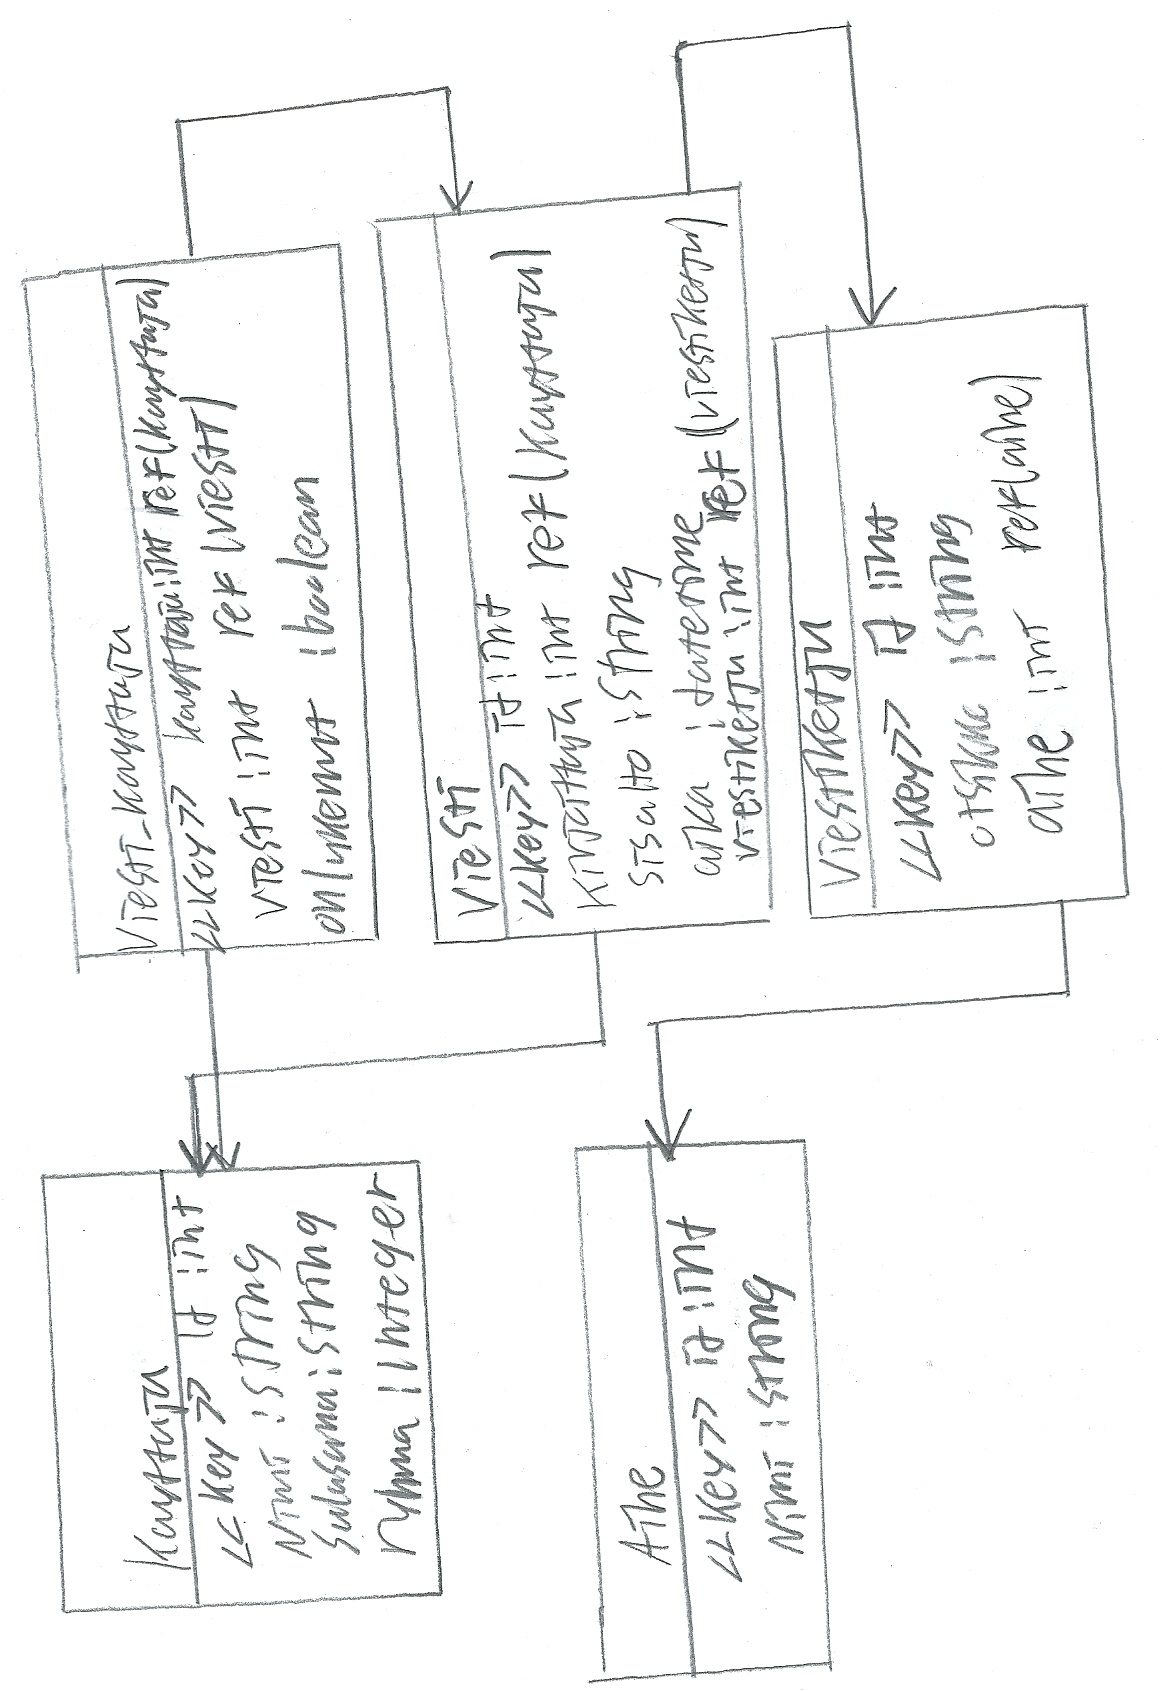 Kayttaja
<<Key>> id :int
Nimi :string
Salasana :string
ryhma :integer
Viesti_kayttaja
<<key>> kayttaja:int ref(kayttaja)
viesti :int ref (viesti)
on lukenut :boolean
Viesti
<<key>> id :int
Kirjoittaja :int ref (kayttaja)
Sisalto :string
aika :datetime
viestiketju :int ref (viestiketju)
Aihe
<<key>> id :int
Nimi :string
Viestiketju
<<key>> id :int
otsikko :string
aihe :int ref(aihe)